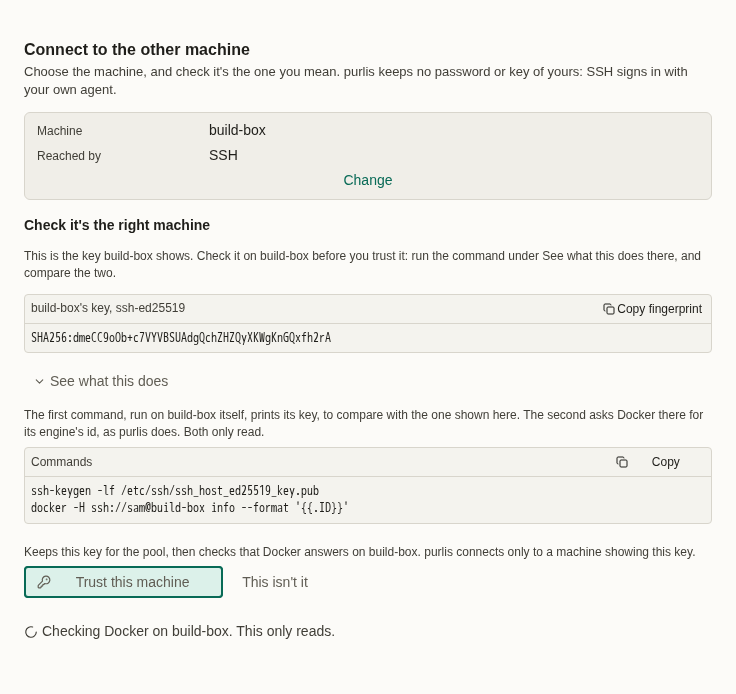 Connect to the other machine
Choose the machine, and check it's the one you mean. purlis keeps no password or key of yours: SSH signs in with
your own agent.
Machine build-box
Reached by SSH
Change
Check it's the right machine
This is the key build-box shows. Check it on build-box before you trust it: run the command under See what this does there, and
compare the two.
build-box's key, ssh-ed25519 Copy fingerprint
SHA256:dmeCC9oOb+c7VYVBSUAdgQchZHZQyXKWgKnGQxfh2rA
See what this does
The first command, run on build-box itself, prints its key, to compare with the one shown here. The second asks Docker there for
its engine's id, as purlis does. Both only read.
Commands Copy
ssh-keygen -lf /etc/ssh/ssh_host_ed25519_key.pub
docker -H ssh://sam@build-box info --format '{{.ID}}'
Keeps this key for the pool, then checks that Docker answers on build-box. purlis connects only to a machine showing this key.
Trust this machine This isn't it
Checking Docker on build-box. This only reads.